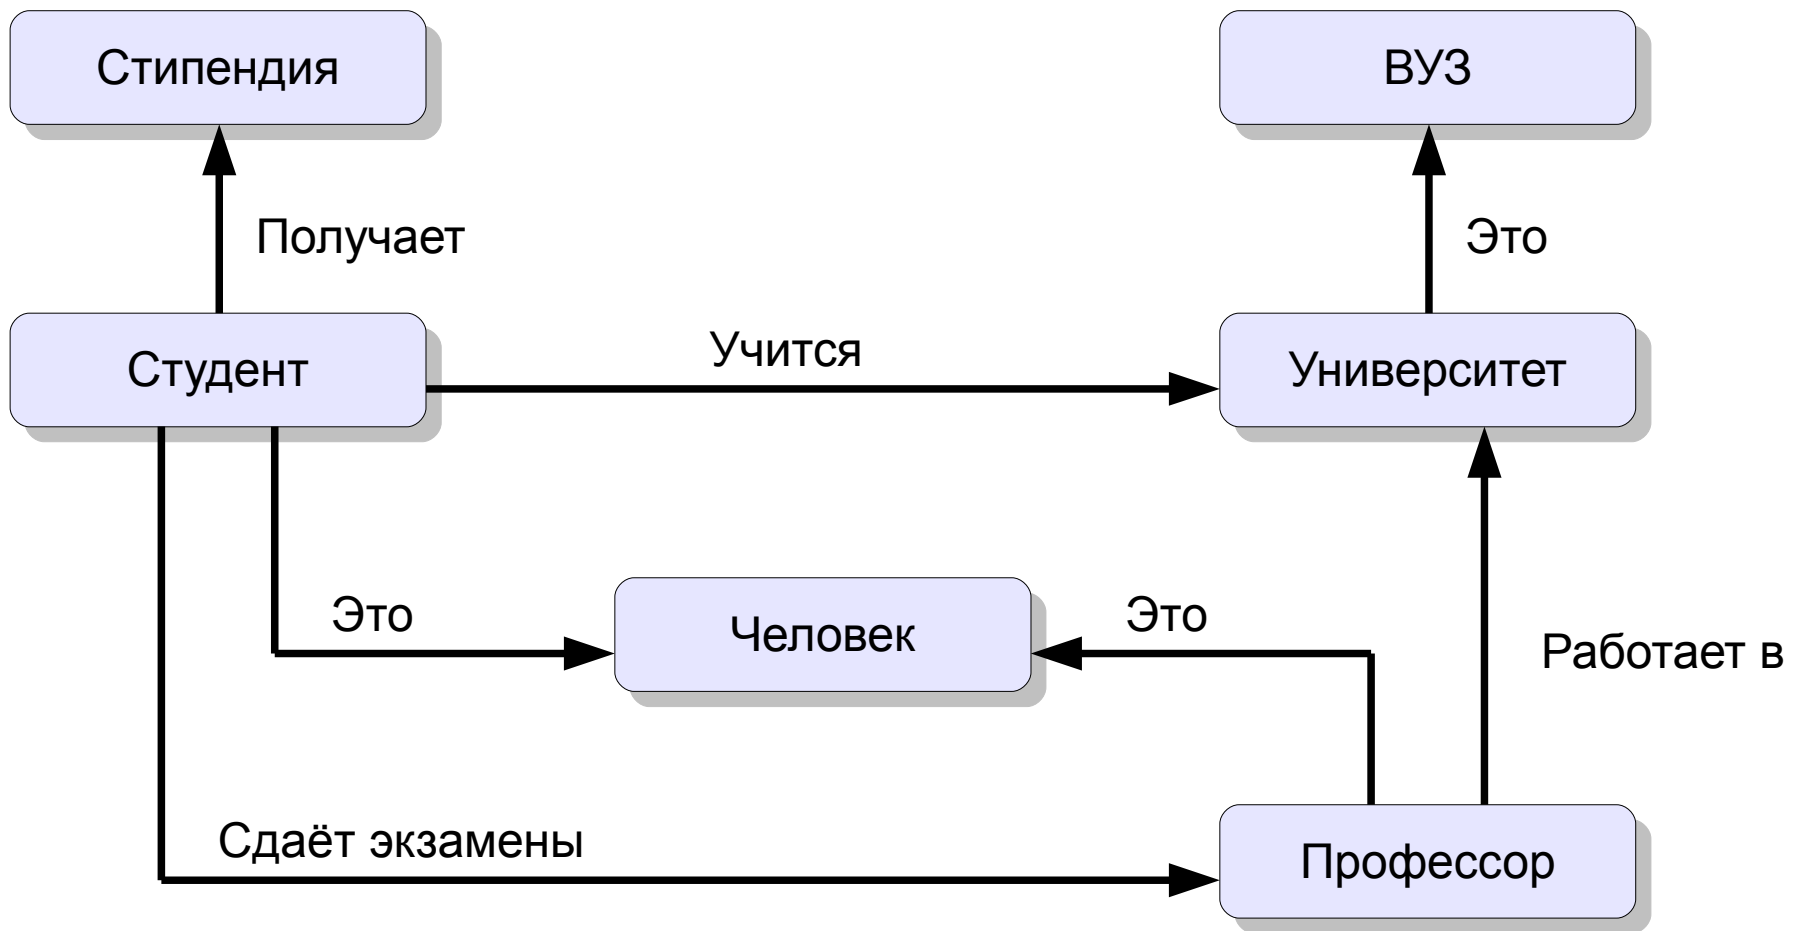 Стипендия
ВУЗ
Получает
Это
Студент
Учится
Университет
Это
Человек
Это
Работает в
Сдаёт экзамены
Профессор